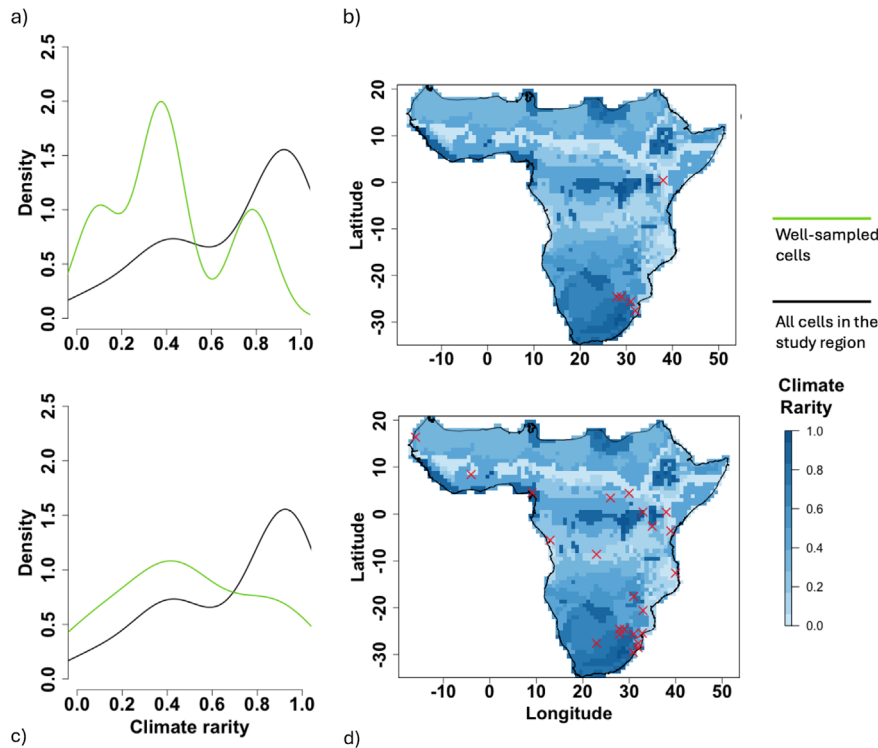 a)
b)
2.5
2.0
1.5
1.0
0.5
0.0
Density
0.0 0.2 0.4 0.6 0.8 1.0
20
10
0
-10
-20
-30
Latitude
-10 0 10 20 30 40 50
Well-sampled
cells
All cells in the
study region
Climate
Rarity
1.0
0.8
0.6
0.4
0.2
0.0
2.5
2.0
1.5
1.0
0.5
0.0
Density
0.0 0.2 0.4 0.6 0.8 1.0
Climate rarity
20
10
0
-10
-20
-30
Latitude
-10 0 10 20 30 40 50
Longitude
c)
d)